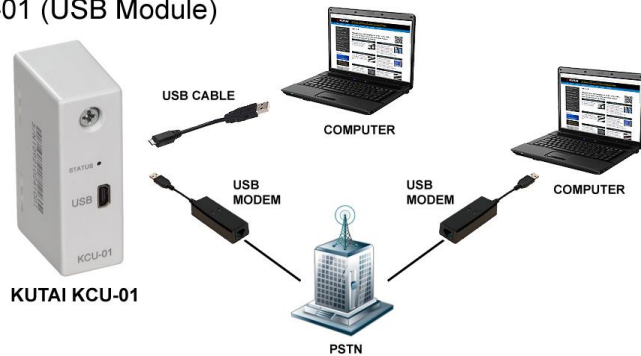 -01 (USB Module)
USB CABLE
COMPUTER
STATUS
USB
KCU-01
KUTAI KCU-01
USB
MODEM
USB
MODEM
COMPUTER
PSTN